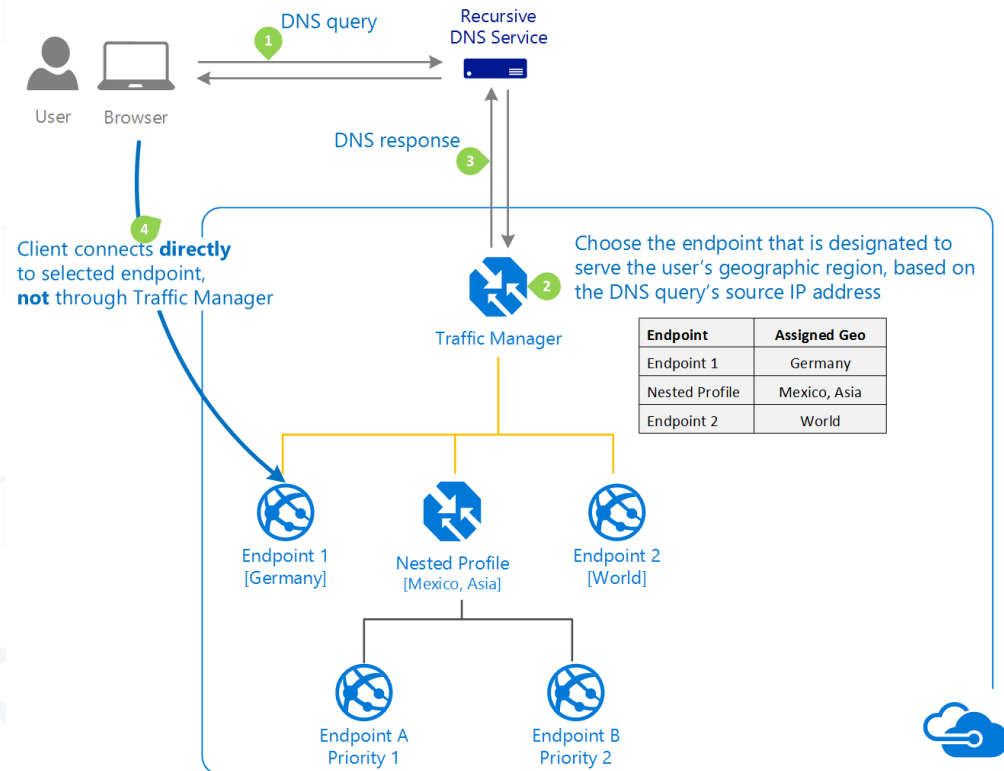 DNS query
1
Recursive
DNS Service
User
Browser
DNS response
3
4
Client connects directly
to selected endpoint,
not through Traffic Manager
2
Choose the endpoint that is designated to
serve the user's geographic region, based on
the DNS query's source IP address
Traffic Manager
Endpoint Assigned Geo
Endpoint 1 Germany
Nested Profile Mexico, Asia
Endpoint 2 World
Endpoint 1
[Germany]
Nested Profile
[Mexico, Asia]
Endpoint 2
[World]
Endpoint A
Priority 1
Endpoint B
Priority 2